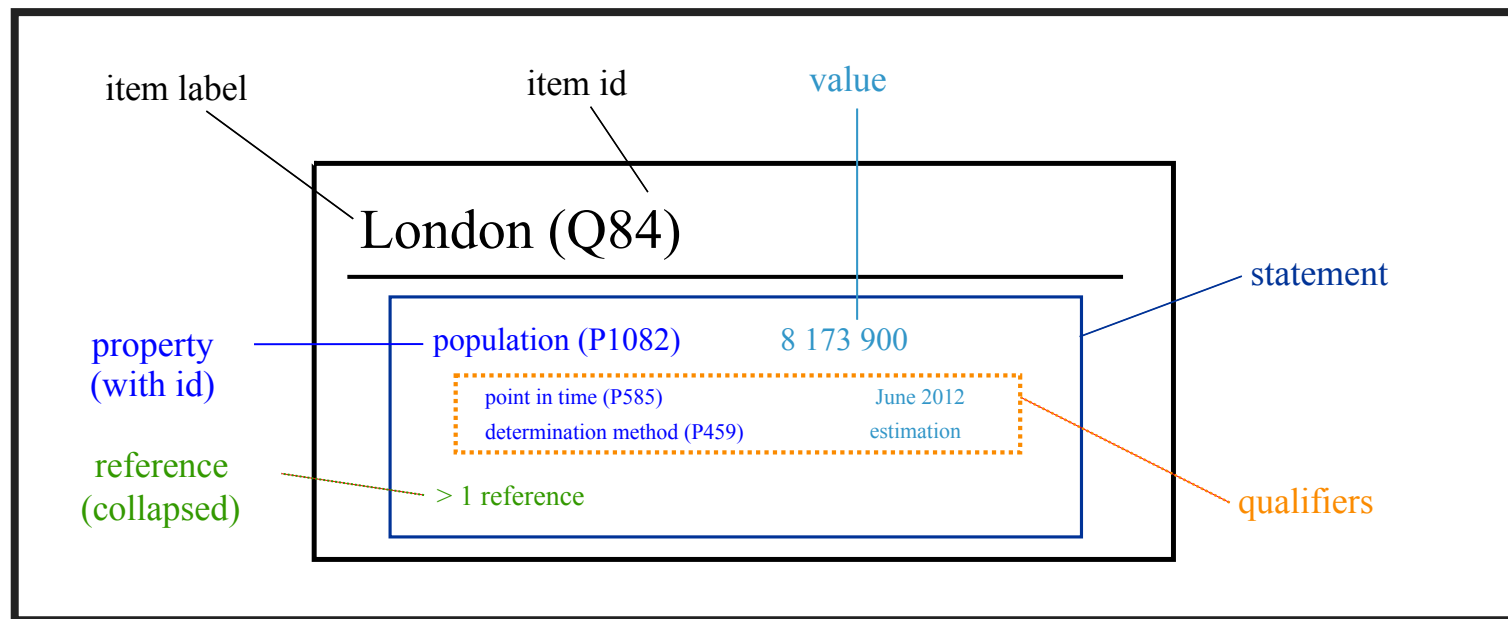 item label
item id
value
London (Q84)
statement
property
(with id)
population (P1082) 8 173 900
point in time (P585) June 2012
determination method (P459) estimation
reference
(collapsed)
> 1 reference
qualifiers